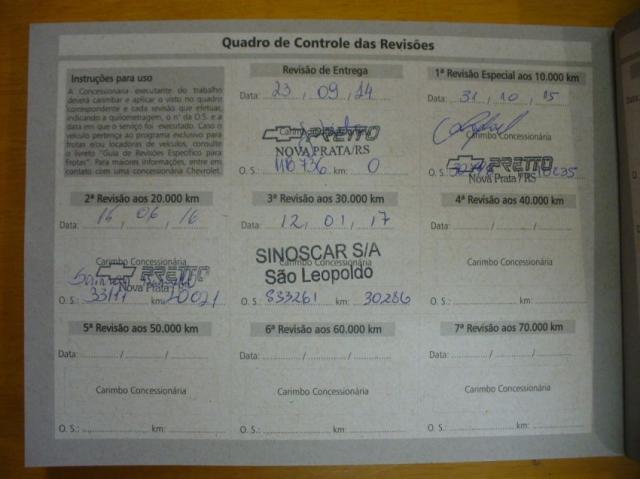 Quadro de Controle das Revisões
Instruções para uso
A Concessionária executante do trabalho
deverá carimbar e aplicar o visto no quadro
correspondente e cada revisão que efetuar,
indicando a quilometragem, o nº da O.S. e a
data em que o serviço foi executado. Caso o
veículo pertença ao programa exclusivo para
frotas e/ou locadoras de veículos, consulte
o livreto "Guia de Revisões Específico para
Frotas". Para maiores informações, entre em
contato com uma concessionária Chevrolet.
Revisão de Entrega
Data: 23 / 09 / 14
PRETTO
NOVA PRATA/RS
O. S.: 110736 km: 0
1ª Revisão Especial aos 10.000 km
Data: 31 / 10 / 15
Carimbo Concessionária
PRETTO
O. S.:
Nova Prata/RS
2ª Revisão aos 20.000 km
Data: 16 / 06 / 16
Carimbo Concessionária
PRETTO
Nova Prata/RS
O. S.: 33111 km: 20021
3ª Revisão aos 30.000 km
Data: 12 / 01 / 17
SINOSCAR S/A
Carimbo Concessionária
São Leopoldo
O. S.: 833261 km: 30286
4ª Revisão aos 40.000 km
Data: / /
Carimbo Concessionária
O. S.: km:
5ª Revisão aos 50.000 km
Data: / /
Carimbo Concessionária
O. S.: km:
6ª Revisão aos 60.000 km
Data: / /
Carimbo Concessionária
O. S.: km:
7ª Revisão aos 70.000 km
Data: / /
Carimbo Concessionária
O. S.: km: